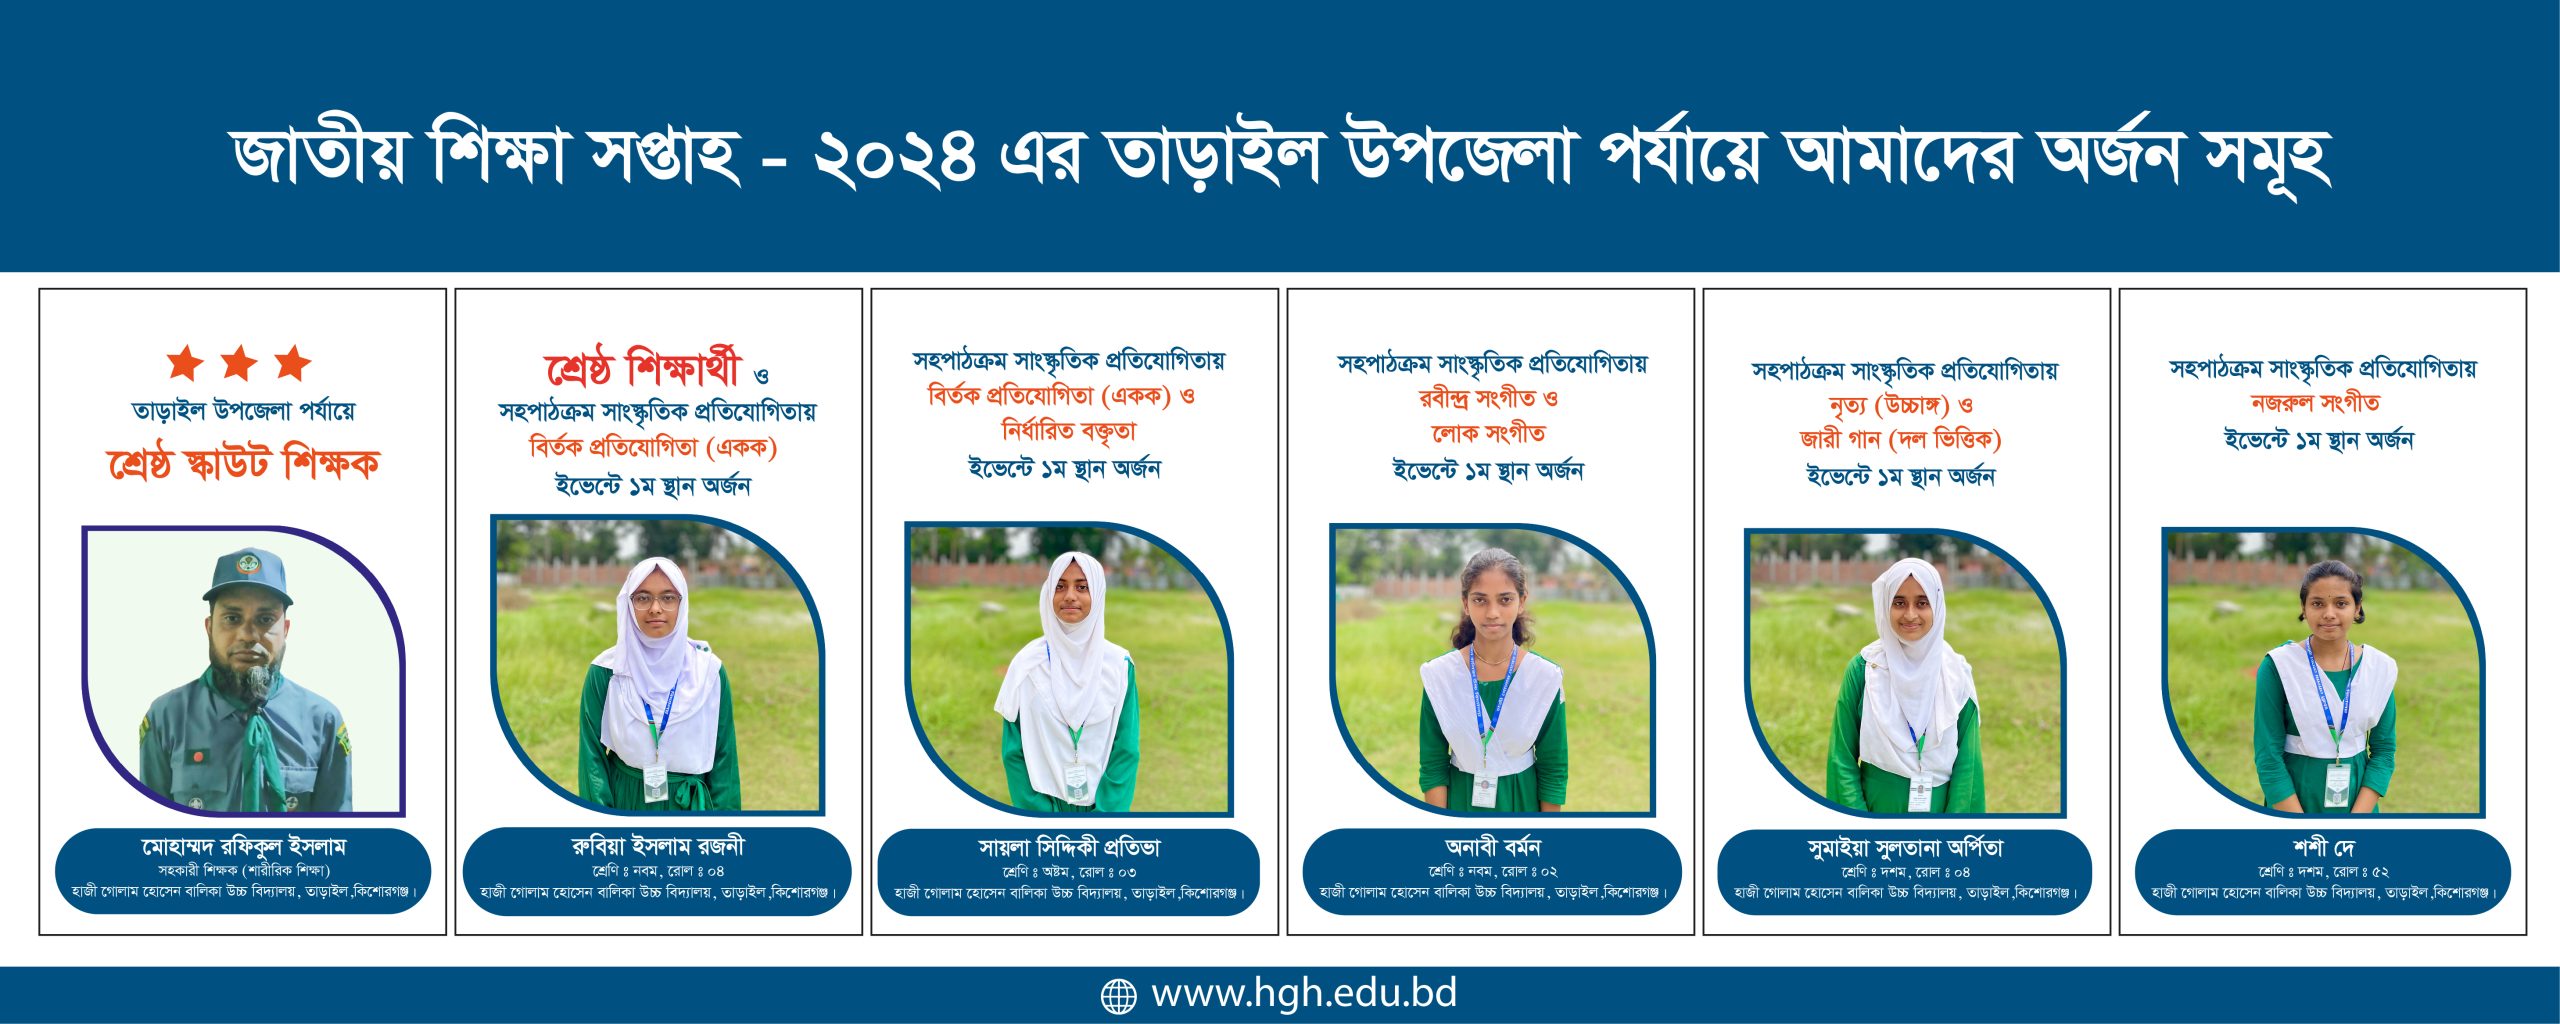 জাতীয় শিক্ষা সপ্তাহ - ২০২৪ এর তাড়াইল উপজেলা পর্যায়ে আমাদের অর্জন সমূহ
তাড়াইল উপজেলা পর্যায়ে
শ্রেষ্ঠ স্কাউট শিক্ষক
মোহাম্মদ রফিকুল ইসলাম
সহকারী শিক্ষক (শারীরিক শিক্ষা)
হাজী গোলাম হোসেন বালিকা উচ্চ বিদ্যালয়, তাড়াইল,কিশোরগঞ্জ।
শ্রেষ্ঠ শিক্ষার্থী ও
সহপাঠক্রম সাংস্কৃতিক প্রতিযোগিতায়
বির্তক প্রতিযোগিতা (একক)
ইভেন্টে ১ম স্থান অর্জন
রুবিয়া ইসলাম রজনী
শ্রেণি ঃ নবম, রোল ঃ ০৪
হাজী গোলাম হোসেন বালিকা উচ্চ বিদ্যালয়, তাড়াইল,কিশোরগঞ্জ।
সহপাঠক্রম সাংস্কৃতিক প্রতিযোগিতায়
বির্তক প্রতিযোগিতা (একক) ও
নির্ধারিত বক্তৃতা
ইভেন্টে ১ম স্থান অর্জন
সায়লা সিদ্দিকী প্রতিভা
শ্রেণি ঃ অষ্টম, রোল ঃ ০৩
হাজী গোলাম হোসেন বালিকা উচ্চ বিদ্যালয়, তাড়াইল,কিশোরগঞ্জ।
সহপাঠক্রম সাংস্কৃতিক প্রতিযোগিতায়
রবীন্দ্র সংগীত ও
লোক সংগীত
ইভেন্টে ১ম স্থান অর্জন
অনাবী বর্মন
শ্রেণি ঃ নবম, রোল ঃ ০২
হাজী গোলাম হোসেন বালিকা উচ্চ বিদ্যালয়, তাড়াইল,কিশোরগঞ্জ।
সহপাঠক্রম সাংস্কৃতিক প্রতিযোগিতায়
নৃত্য (উচ্চাঙ্গ) ও
জারী গান (দল ভিত্তিক)
ইভেন্টে ১ম স্থান অর্জন
সুমাইয়া সুলতানা অর্পিতা
শ্রেণি ঃ দশম, রোল ঃ ০৪
হাজী গোলাম হোসেন বালিকা উচ্চ বিদ্যালয়, তাড়াইল,কিশোরগঞ্জ।
সহপাঠক্রম সাংস্কৃতিক প্রতিযোগিতায়
নজরুল সংগীত
ইভেন্টে ১ম স্থান অর্জন
শশী দে
শ্রেণি ঃ দশম, রোল ঃ ৫২
হাজী গোলাম হোসেন বালিকা উচ্চ বিদ্যালয়, তাড়াইল,কিশোরগঞ্জ।
www.hgh.edu.bd